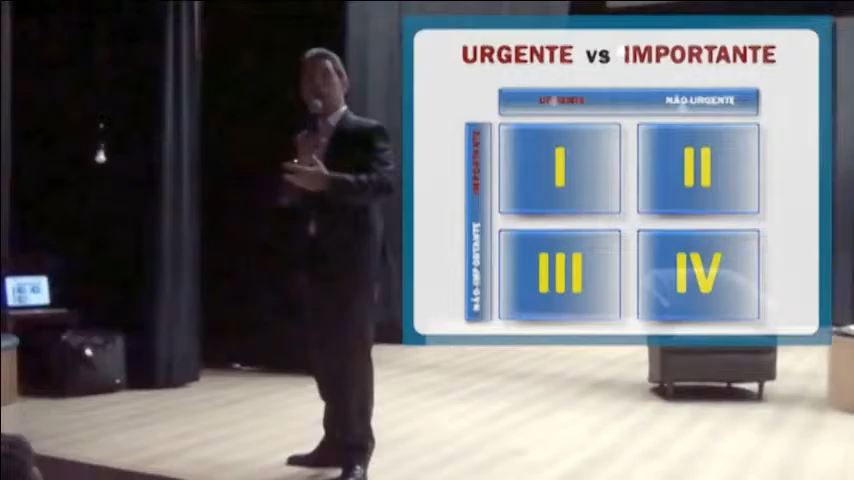 URGENTE vs IMPORTANTE
URGENTE NÃO-URGENTE
IMPORTANTE
I II
NÃO-IMPORTANTE
III IV